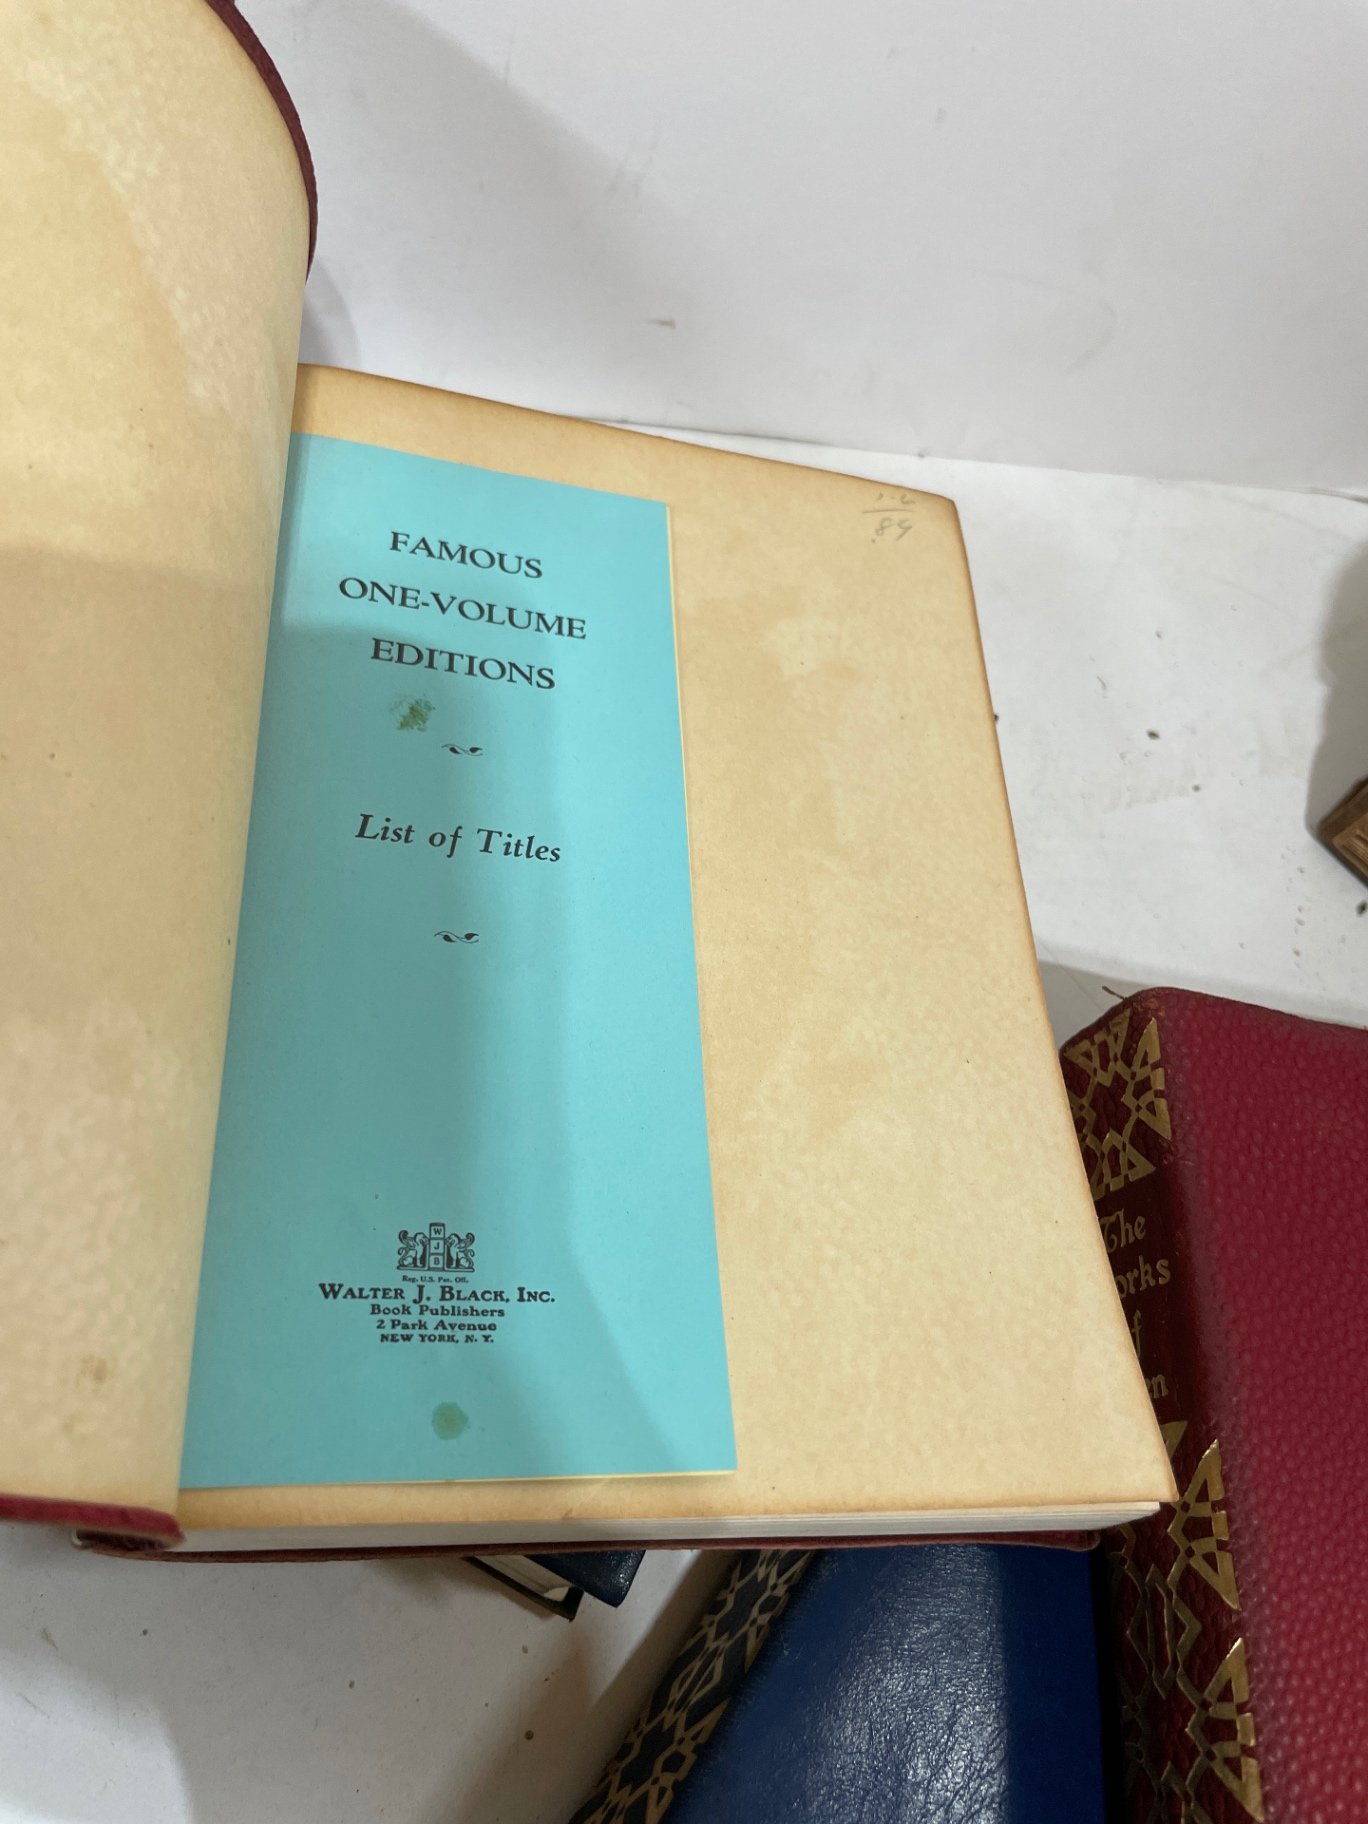 FAMOUS
ONE-VOLUME
EDITIONS
List of Titles
W
J
B
Reg. U.S. Pat. Off.
WALTER J. BLACK, INC.
Book Publishers
2 Park Avenue
NEW YORK, N. Y.
.89
The